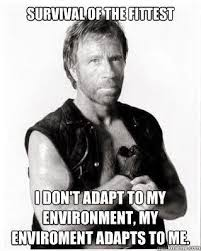 SURVIVAL OF THE FITTEST
I DON'T ADAPT TO MY
ENVIRONMENT, MY
ENVIROMENT ADAPTS TO ME.